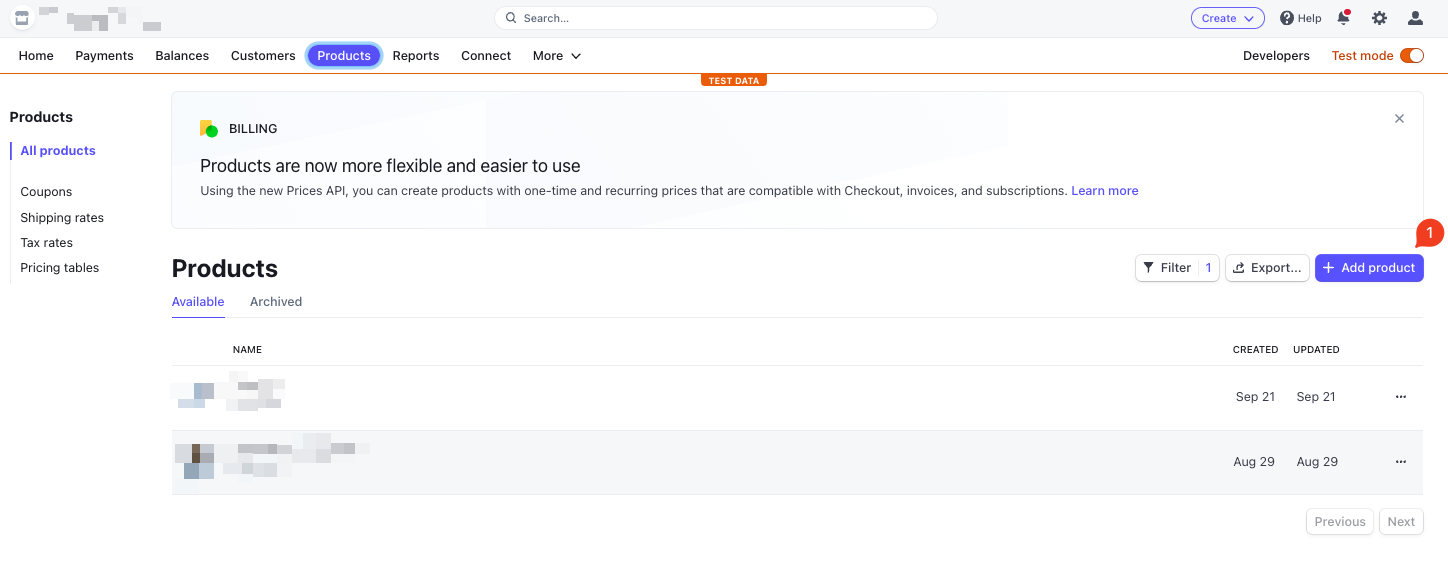 Search...
Create
Help
Home Payments Balances Customers Products Reports Connect More
Developers Test mode
TEST DATA
Products
All products
Coupons
Shipping rates
Tax rates
Pricing tables
BILLING
Products are now more flexible and easier to use
Using the new Prices API, you can create products with one-time and recurring prices that are compatible with Checkout, invoices, and subscriptions. Learn more
1
Products
Filter 1
Export...
Add product
Available Archived
NAME CREATED UPDATED
Sep 21 Sep 21
Aug 29 Aug 29
Previous Next